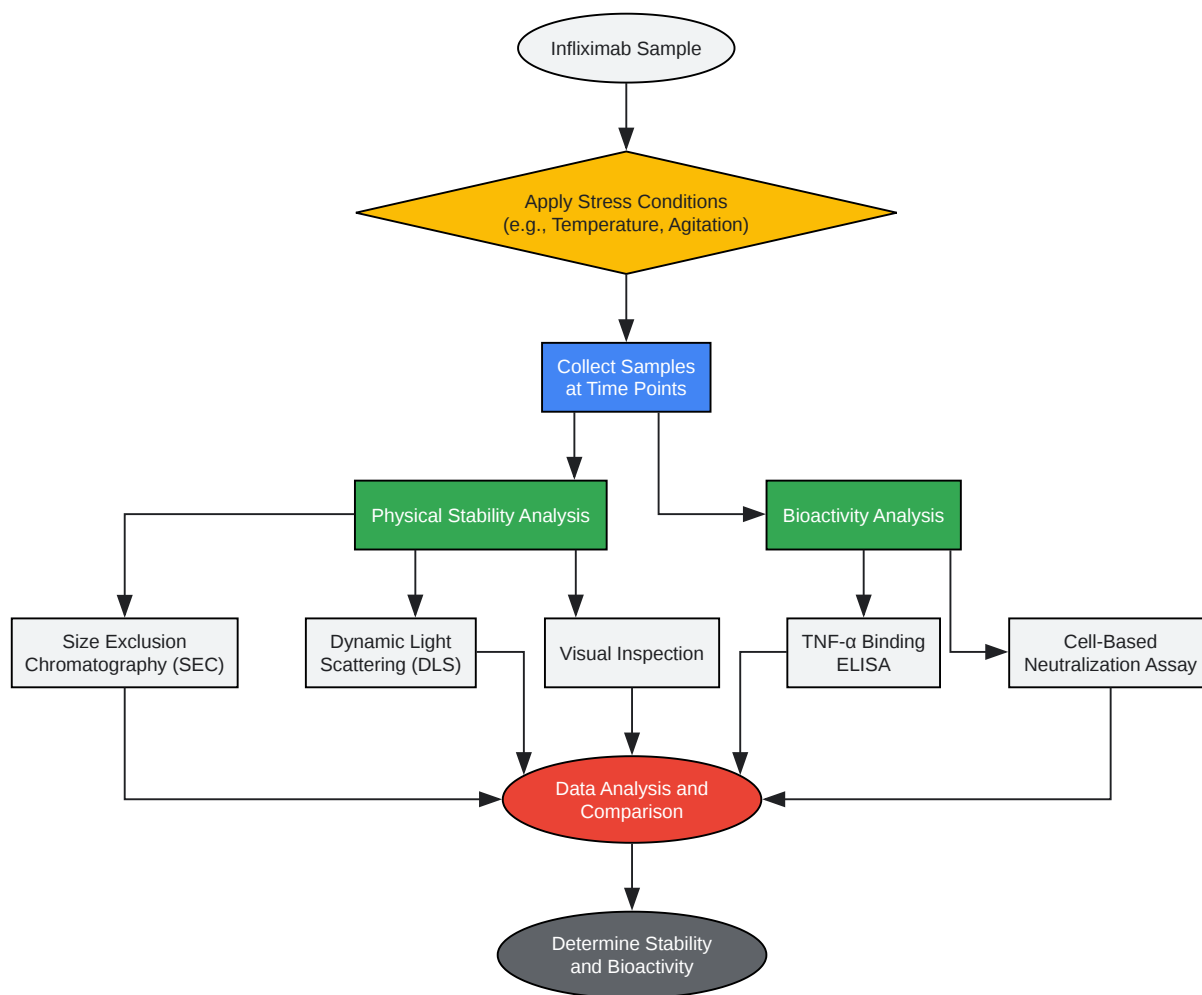 Infliximab Sample
Apply Stress Conditions
(e.g., Temperature, Agitation)
Collect Samples
at Time Points
Physical Stability Analysis
Bioactivity Analysis
Size Exclusion
Chromatography (SEC)
Dynamic Light
Scattering (DLS)
Visual Inspection
TNF-α Binding
ELISA
Cell-Based
Neutralization Assay
Data Analysis and
Comparison
Determine Stability
and Bioactivity